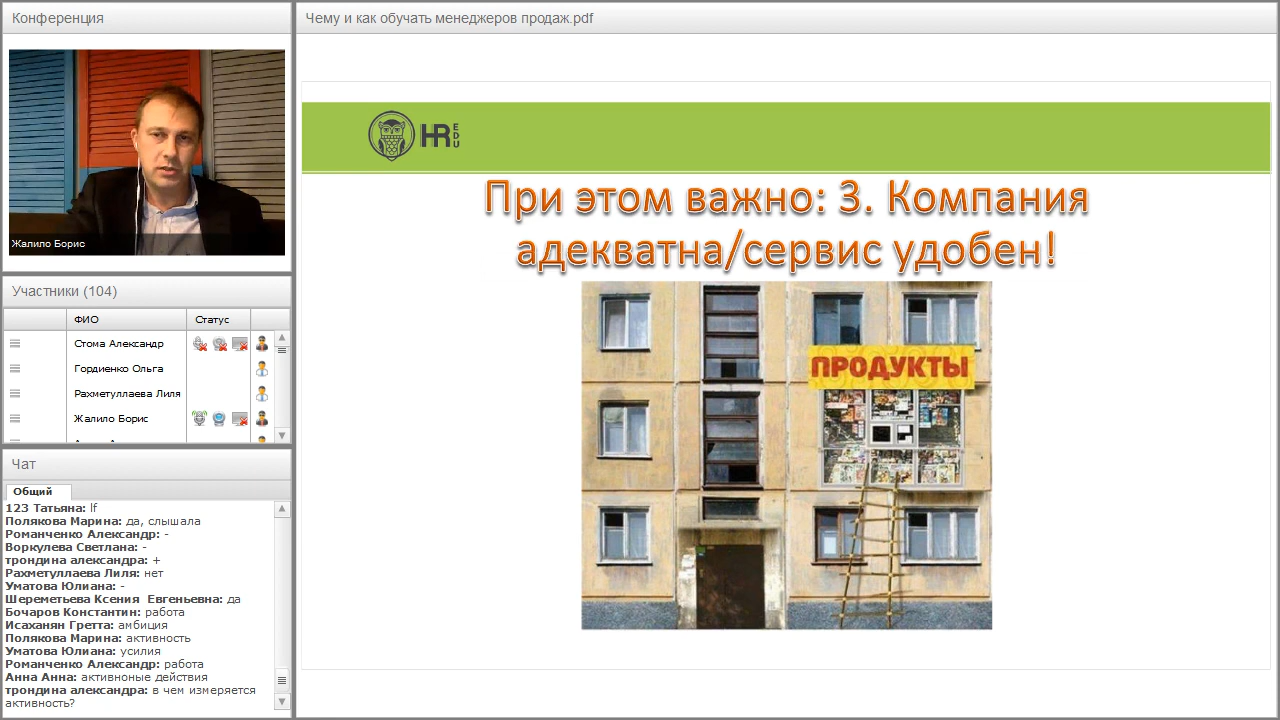 Конференция
Жалило Борис
Участники (104)
ФИО Статус
Стома Александр
Гордиенко Ольга
Рахметуллаева Лиля
Жалило Борис
Чат
Общий
123 Татьяна: lf
Полякова Марина: да, слышала
Романченко Александр: -
Воркулева Светлана: -
трондина александра: +
Рахметуллаева Лиля: нет
Уматова Юлиана: -
Шереметьева Ксения Евгеньевна: да
Бочаров Константин: работа
Исаханян Гретта: амбиция
Полякова Марина: активность
Уматова Юлиана: усилия
Романченко Александр: работа
Анна Анна: активноные действия
трондина александра: в чем измеряется
активность?
Чему и как обучать менеджеров продаж.pdf
HR EDU
При этом важно: 3. Компания
адекватна/сервис удобен!
ПРОДУКТЫ